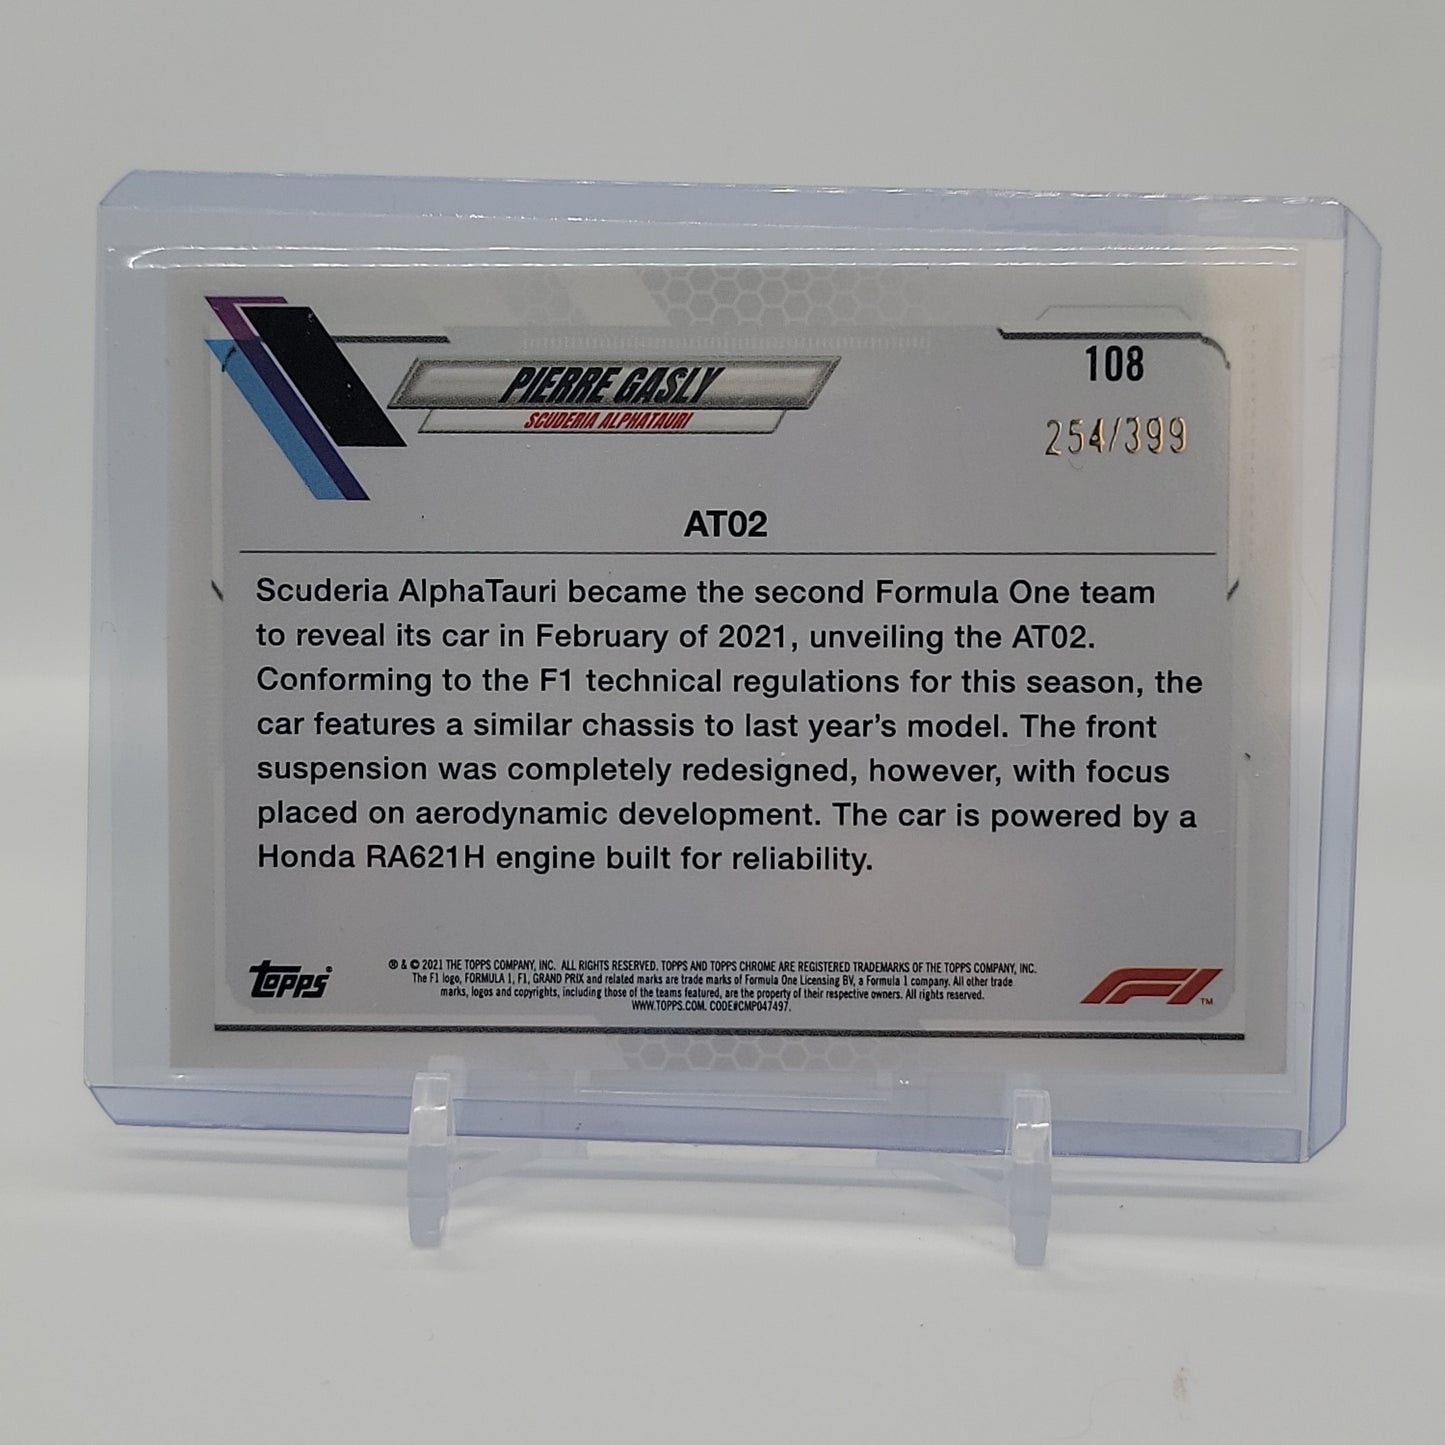 PIERRE GASLY
SCUDERIA ALPHATAURI
108
254/399
AT02
Scuderia AlphaTauri became the second Formula One team
to reveal its car in February of 2021, unveiling the AT02.
Conforming to the F1 technical regulations for this season, the
car features a similar chassis to last year's model. The front
suspension was completely redesigned, however, with focus
placed on aerodynamic development. The car is powered by a
Honda RA621H engine built for reliability.
Topps®
® & © 2021 THE TOPPS COMPANY, INC. ALL RIGHTS RESERVED. TOPPS AND TOPPS CHROME ARE REGISTERED TRADEMARKS OF THE TOPPS COMPANY, INC.
The F1 logo, FORMULA 1, F1, GRAND PRIX and related marks are trade marks of Formula One Licensing BV, a Formula 1 company. All other trade
marks, logos and copyrights, including those of the teams featured, are the property of their respective owners. All rights reserved.
WWW.TOPPS.COM. CODE#CMP047497.
F1™